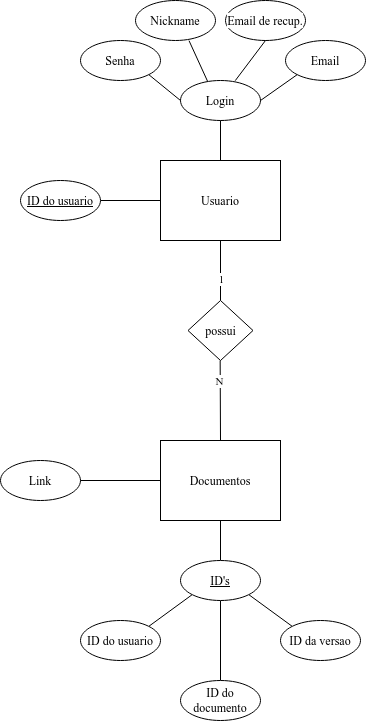 Nickname
Email de recup.
Senha
Email
Login
ID do usuario
Usuario
1
possui
N
Link
Documentos
ID's
ID do usuario
ID da versao
ID do
documento